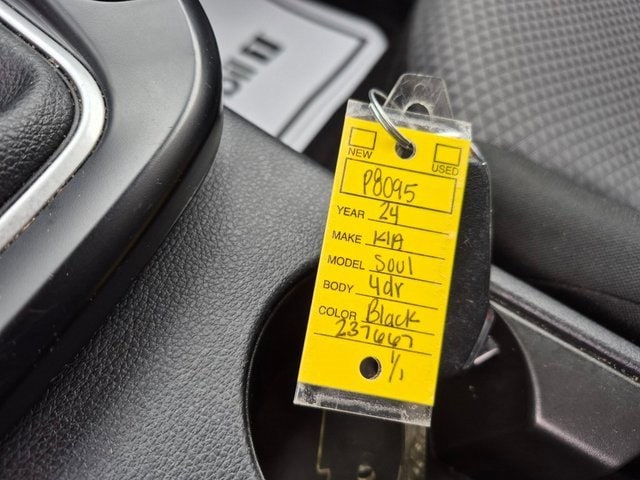 NEW USED
P8095
YEAR 24
MAKE KIA
MODEL Soul
BODY 4dr
COLOR Black
237667
1/1